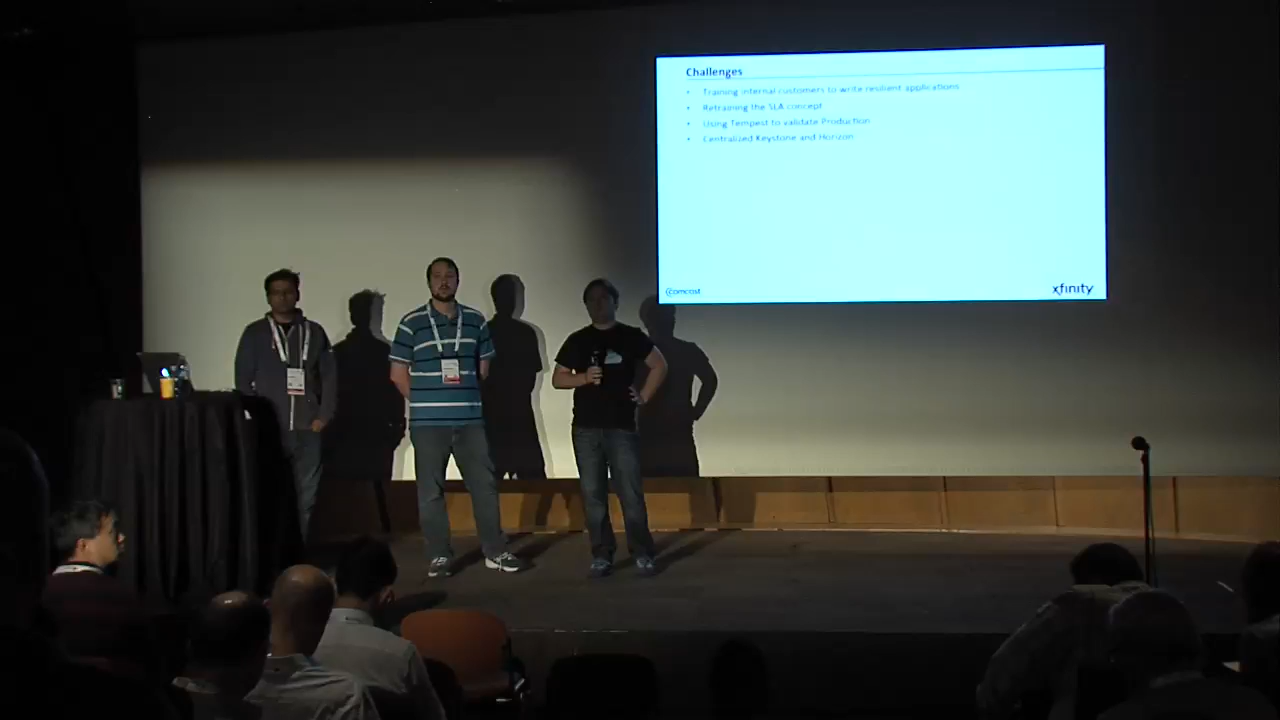 Challenges
• Training internal customers to write resilient applications
• Retraining the SLA concept
• Using Tempest to validate Production
• Centralized Keystone and Horizon
comcast
xfinity